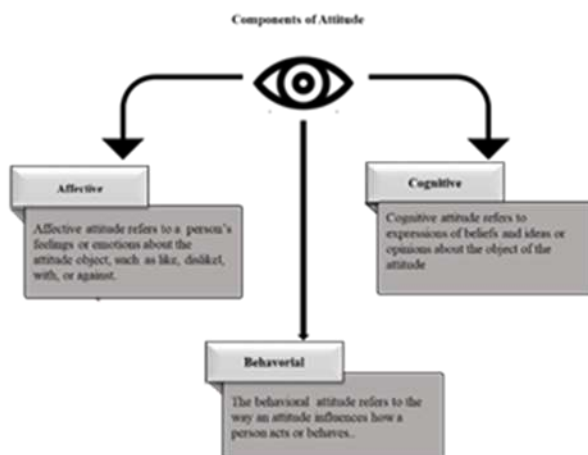 Components of Attitude
Affective
Affective attitude refers to a person's
feelings or emotions about the
attitude object, such as like, dislikel,
with, or against.
Cognitive
Cognitive attitude refers to
expressions of beliefs and ideas or
opinions about the object of the
attitude
Behavorial
The behavioral attitude refers to the
way an attitude influences how a
person acts or behaves..